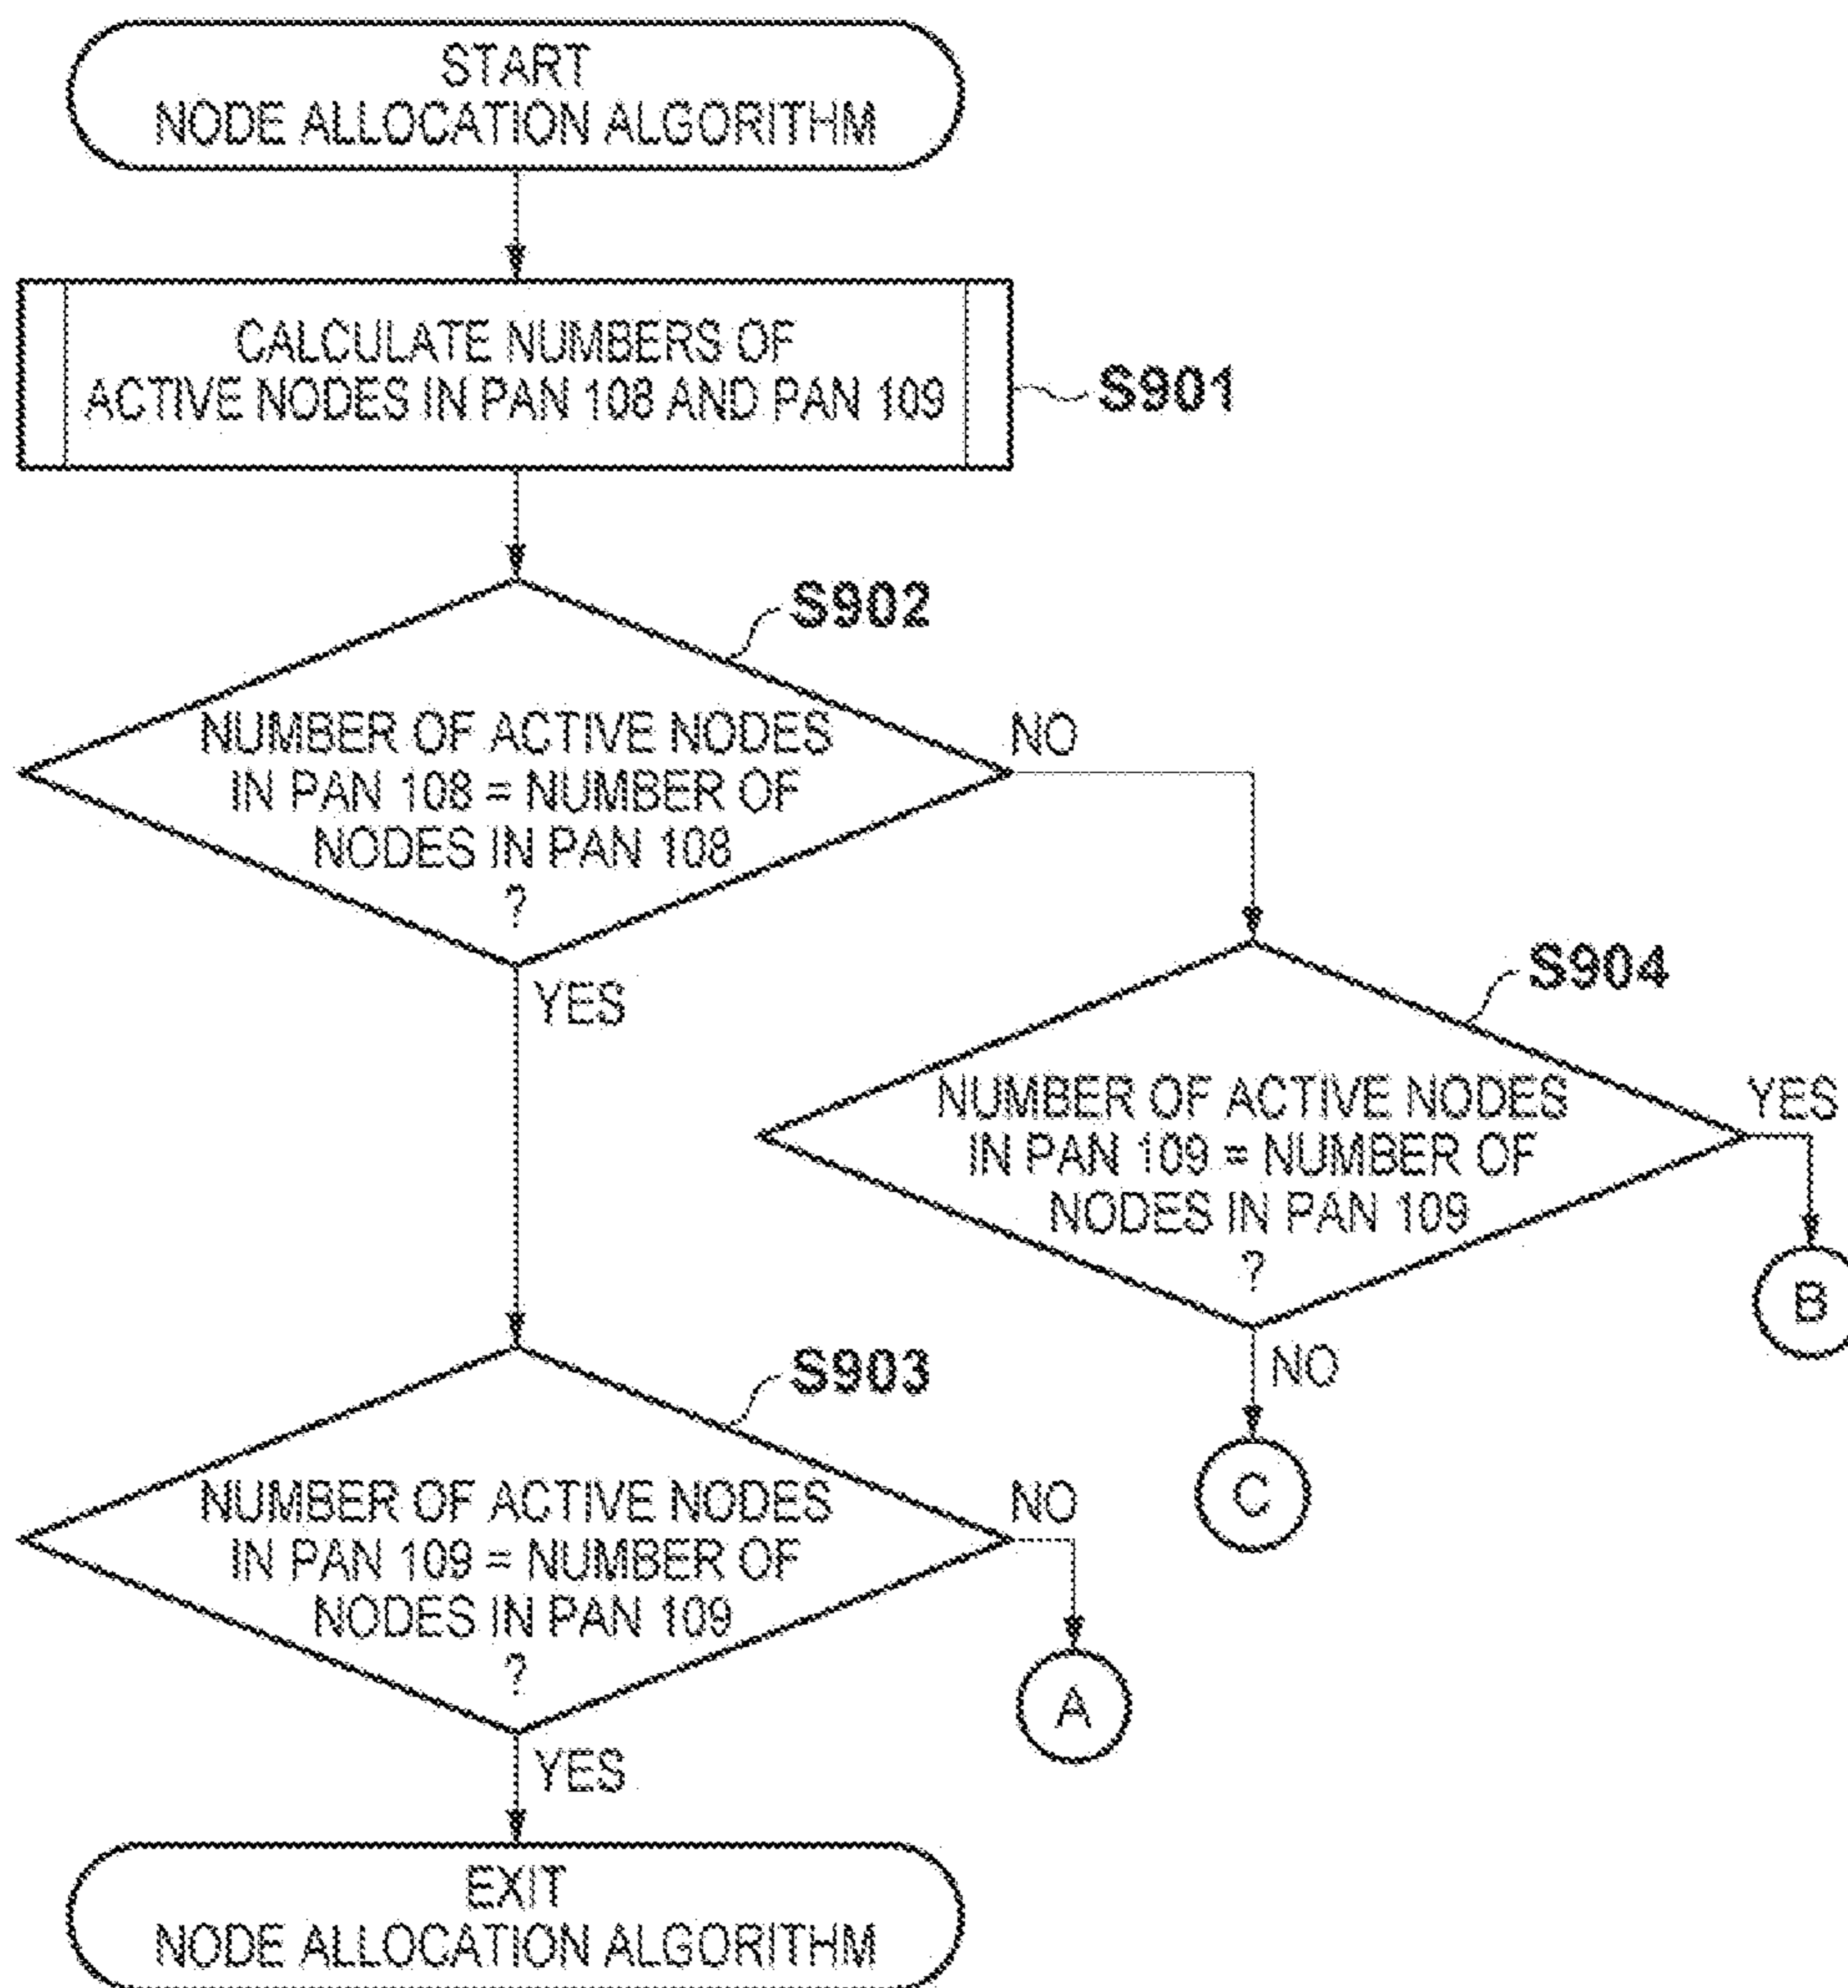 START
NODE ALLOCATION ALGORITHM
CALCULATE NUMBERS OF
ACTIVE NODES IN PAN 108 AND PAN 109
S901
S902
NUMBER OF ACTIVE NODES
IN PAN 108 = NUMBER OF
NODES IN PAN 108
?
NO
YES
S904
NUMBER OF ACTIVE NODES
IN PAN 109 = NUMBER OF
NODES IN PAN 109
?
YES
B
NO
C
S903
NUMBER OF ACTIVE NODES
IN PAN 109 = NUMBER OF
NODES IN PAN 109
?
NO
A
YES
EXIT
NODE ALLOCATION ALGORITHM